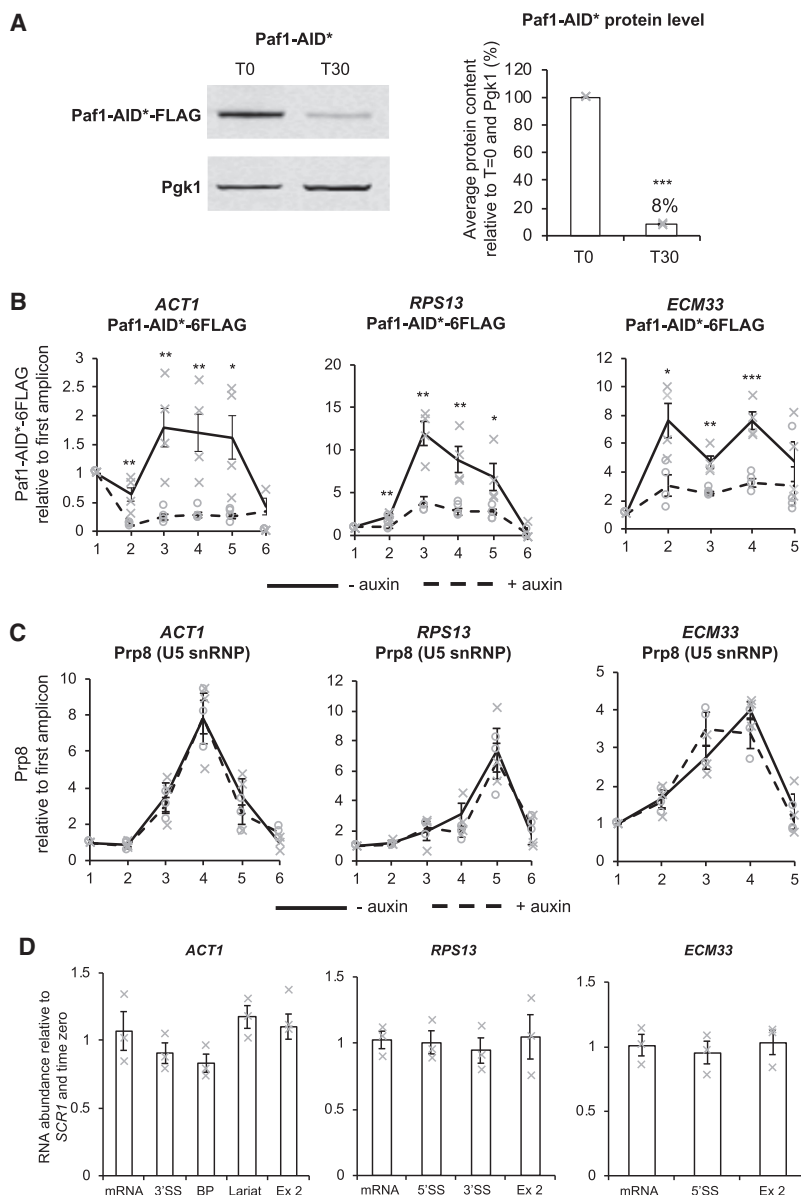 A
Paf1-AID*
T0 T30
Paf1-AID*-FLAG
Pgk1
Paf1-AID* protein level
Average protein content
relative to T=0 and Pgk1 (%)
120
100
80
60
40
20
0
***
8%
T0 T30
B
ACT1
Paf1-AID*-6FLAG
RPS13
Paf1-AID*-6FLAG
ECM33
Paf1-AID*-6FLAG
Paf1-AID*-6FLAG
relative to first amplicon
3
2.5
2
1.5
1
0.5
0
** ** ** *
1 2 3 4 5 6
20
15
10
5
0
** ** ** *
1 2 3 4 5 6
12
10
8
6
4
2
0
* ** ***
1 2 3 4 5
- auxin + auxin
C
ACT1
Prp8 (U5 snRNP)
RPS13
Prp8 (U5 snRNP)
ECM33
Prp8 (U5 snRNP)
Prp8
relative to first amplicon
10
8
6
4
2
0
1 2 3 4 5 6
12
10
8
6
4
2
0
1 2 3 4 5 6
5
4
3
2
1
0
1 2 3 4 5
- auxin + auxin
D
ACT1
RPS13
ECM33
RNA abundance relative to
SCR1 and time zero
1.5
1
0.5
0
mRNA 3'SS BP Lariat Ex 2
1.5
1
0.5
0
mRNA 5'SS 3'SS Ex 2
1.5
1
0.5
0
mRNA 5'SS Ex 2